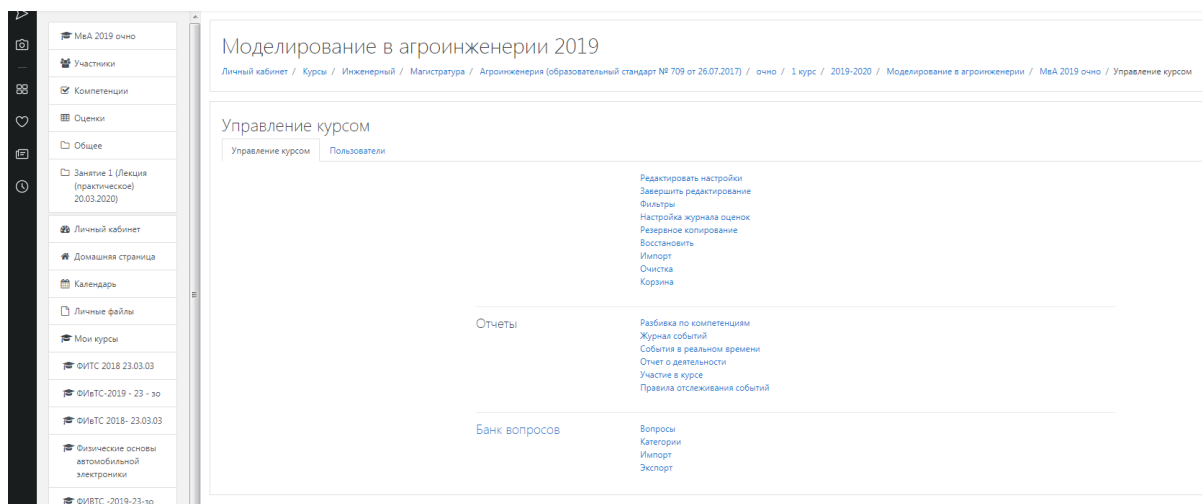 МвА 2019 очно
Участники
Компетенции
Оценки
Общее
Занятие 1 (Лекция
(практическое)
20.03.2020)
Личный кабинет
Домашняя страница
Календарь
Личные файлы
Мои курсы
ФИТС 2018 23.03.03
ФИвТС-2019 - 23 - зо
ФИвТС 2018- 23.03.03
Физические основы
автомобильной
электроники
ФИВТС -2019-23-зо
Моделирование в агроинженерии 2019
Личный кабинет / Курсы / Инженерный / Магистратура / Агроинженерия (образовательный стандарт № 709 от 26.07.2017) / очно / 1 курс / 2019-2020 / Моделирование в агроинженерии / МвА 2019 очно / Управление курсом
Управление курсом
Управление курсом Пользователи
Редактировать настройки
Завершить редактирование
Фильтры
Настройка журнала оценок
Резервное копирование
Восстановить
Импорт
Очистка
Корзина
Отчеты
Разбивка по компетенциям
Журнал событий
События в реальном времени
Отчет о деятельности
Участие в курсе
Правила отслеживания событий
Банк вопросов
Вопросы
Категории
Импорт
Экспорт